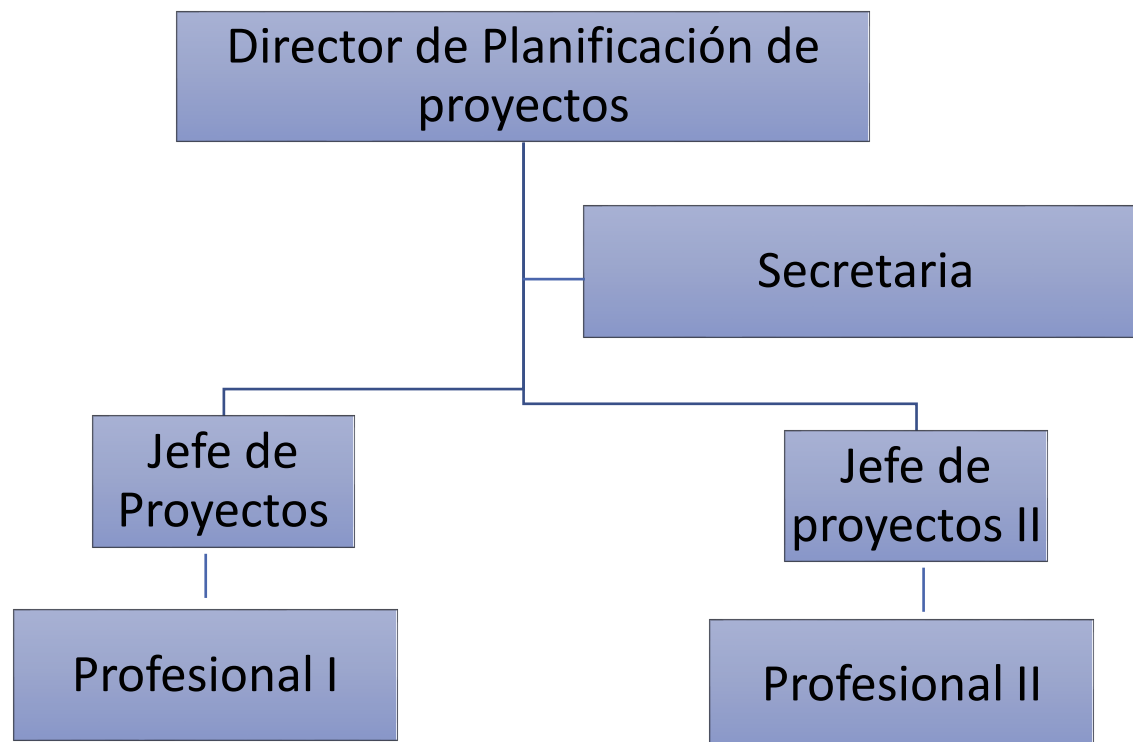 Director de Planificación de
proyectos
Secretaria
Jefe de
Proyectos
Jefe de
proyectos II
Profesional I
Profesional II